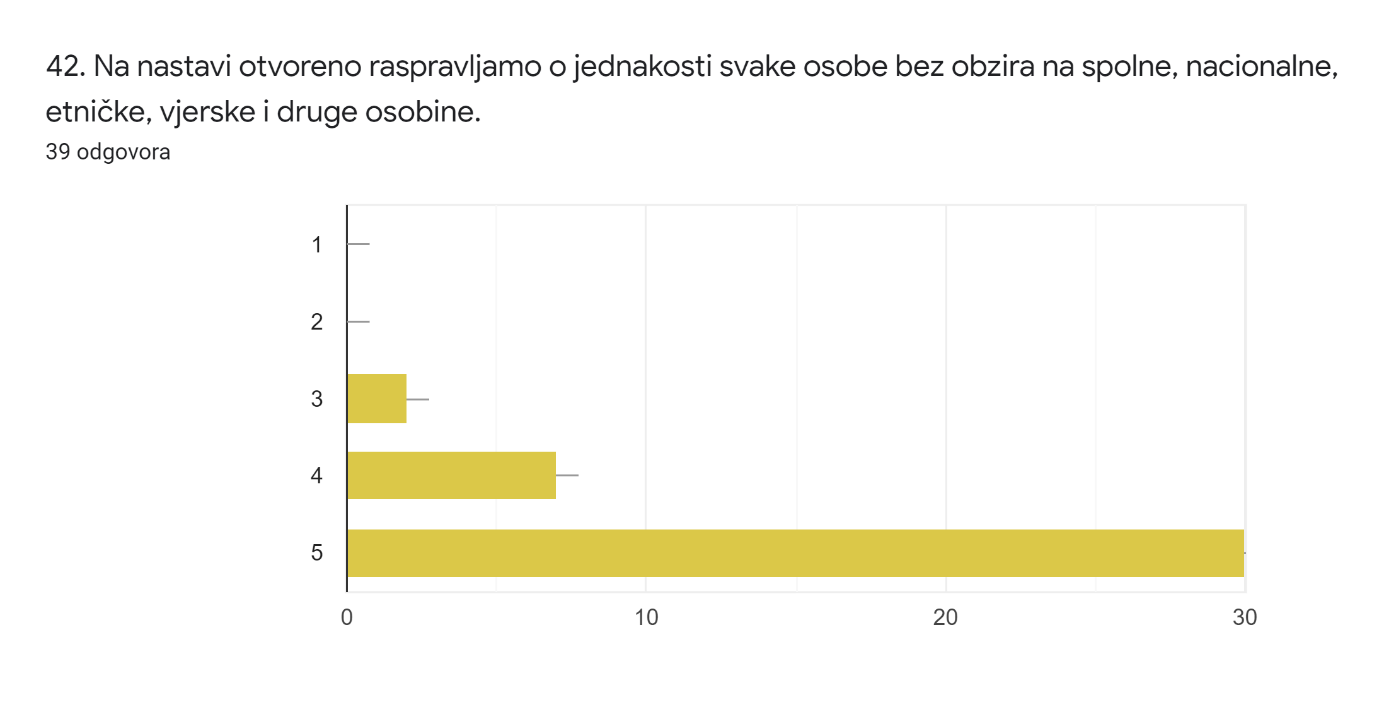 42. Na nastavi otvoreno raspravljamo o jednakosti svake osobe bez obzira na spolne, nacionalne,
etničke, vjerske i druge osobine.
39 odgovora
1
2
3
4
5
0 10 20 30